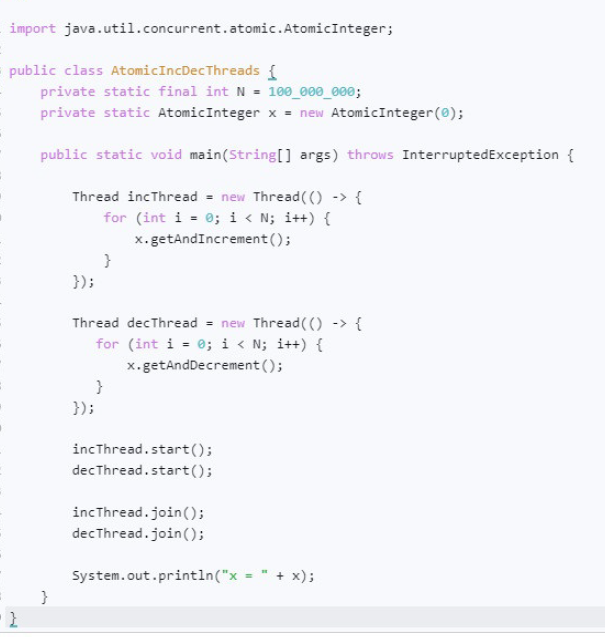 import java.util.concurrent.atomic.AtomicInteger;
public class AtomicIncDecThreads {
    private static final int N = 100_000_000;
    private static AtomicInteger x = new AtomicInteger(0);
    public static void main(String[] args) throws InterruptedException {
        Thread incThread = new Thread(() -> {
            for (int i = 0; i < N; i++) {
                x.getAndIncrement();
            }
        });
        Thread decThread = new Thread(() -> {
           for (int i = 0; i < N; i++) {
               x.getAndDecrement();
           }
        });
        incThread.start();
        decThread.start();
        incThread.join();
        decThread.join();
        System.out.println("x = " + x);
    }
}